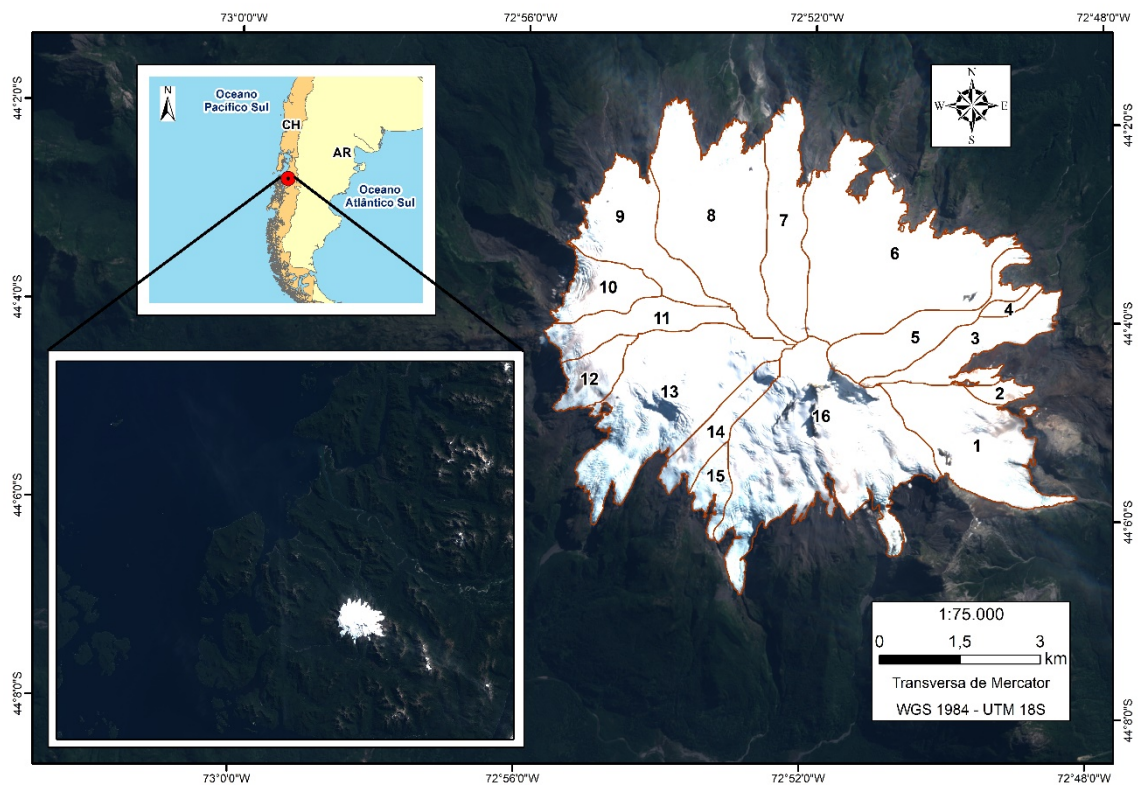 73°0'0"W
72°56'0"W
72°52'0"W
72°48'0"W
44°2'0"S
44°4'0"S
44°6'0"S
44°8'0"S
44°2'0"S
44°4'0"S
44°6'0"S
44°8'0"S
N
Oceano
Pacífico Sul
CH
AR
Oceano
Atlântico Sul
N
W
E
S
9
8
7
6
10
11
5
4
3
12
13
2
14
16
1
15
1:75.000
0
1,5
3
km
Transversa de Mercator
WGS 1984 - UTM 18S
73°0'0"W
72°56'0"W
72°52'0"W
72°48'0"W